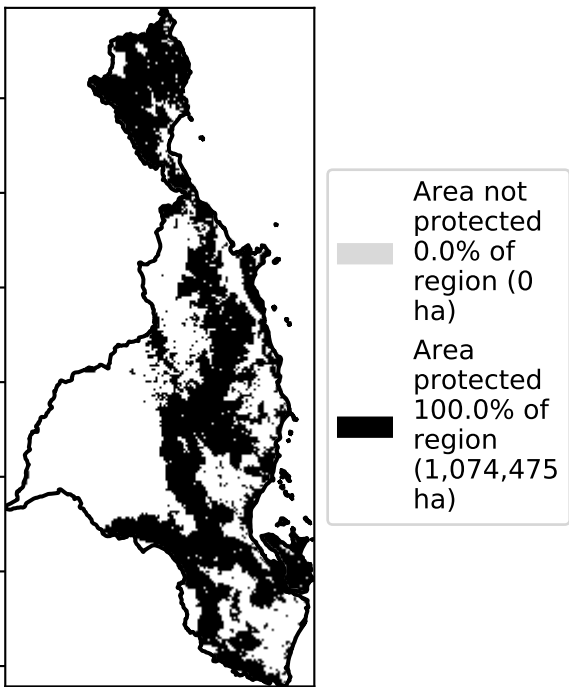 Area not
protected
0.0% of
region (0
ha)
Area
protected
100.0% of
region
(1,074,475
ha)